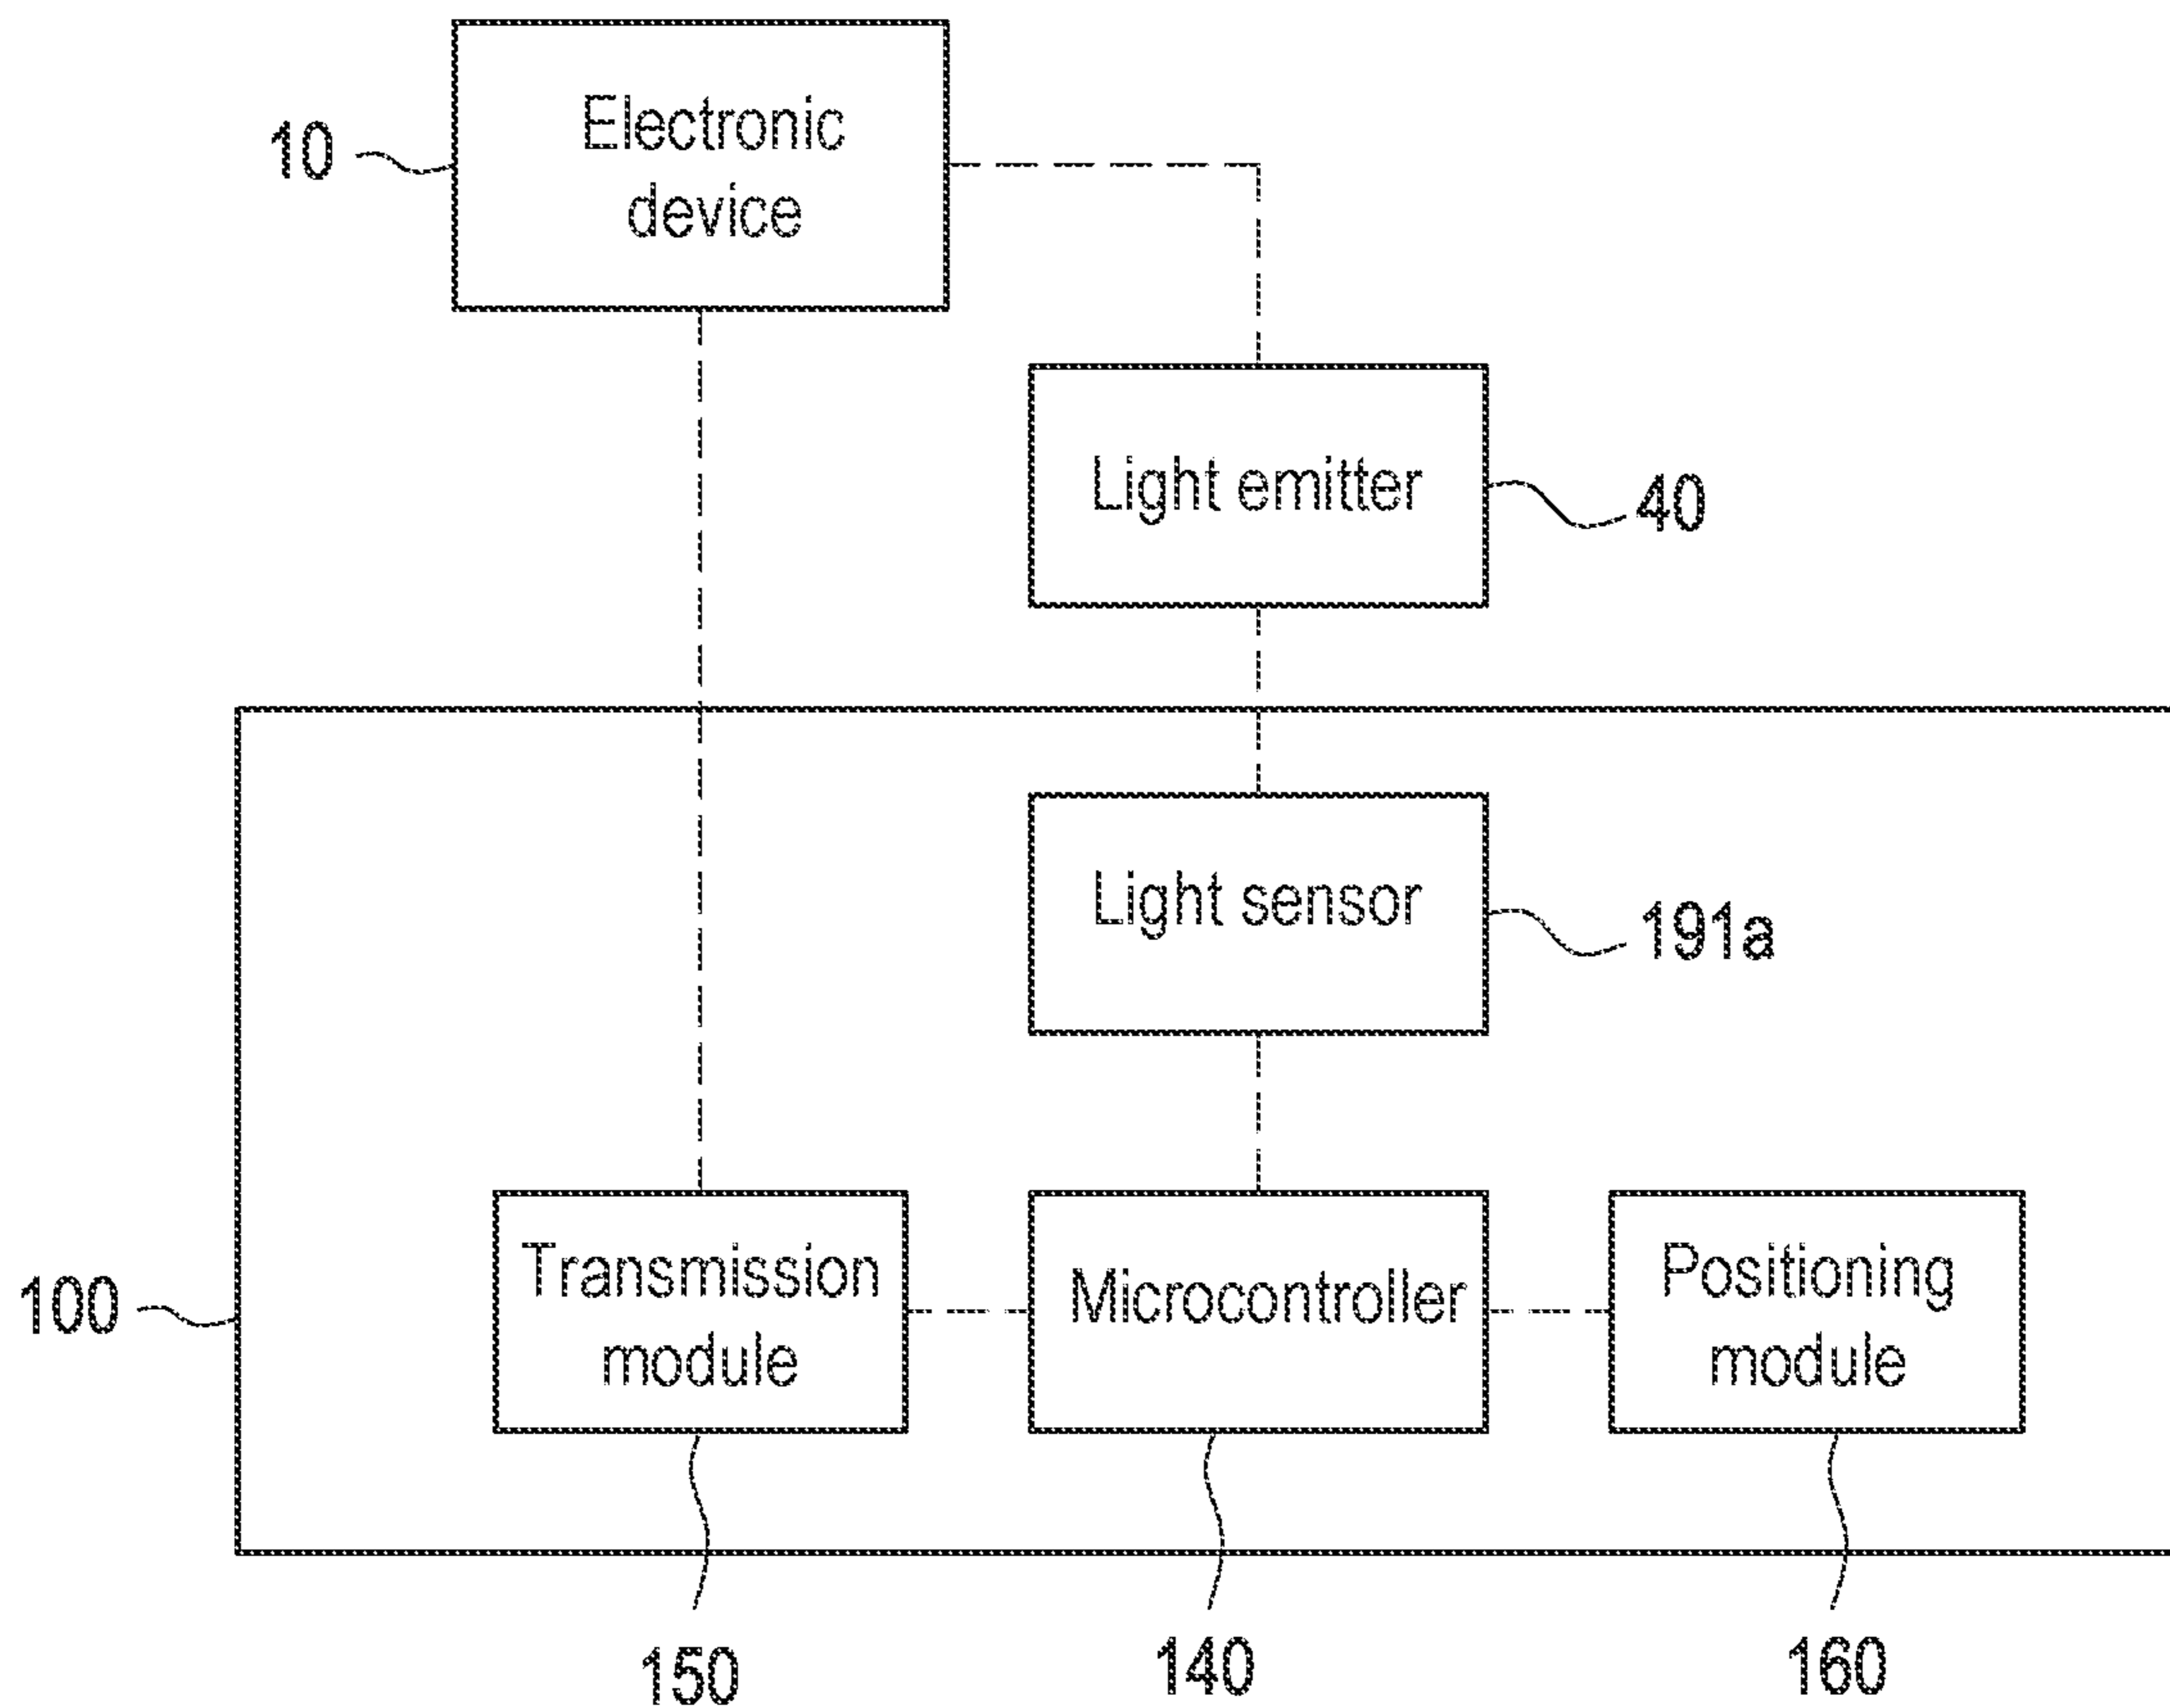 10
Electronic
device
Light emitter
40
Light sensor
191a
100
Transmission
module
Microcontroller
Positioning
module
150
140
160